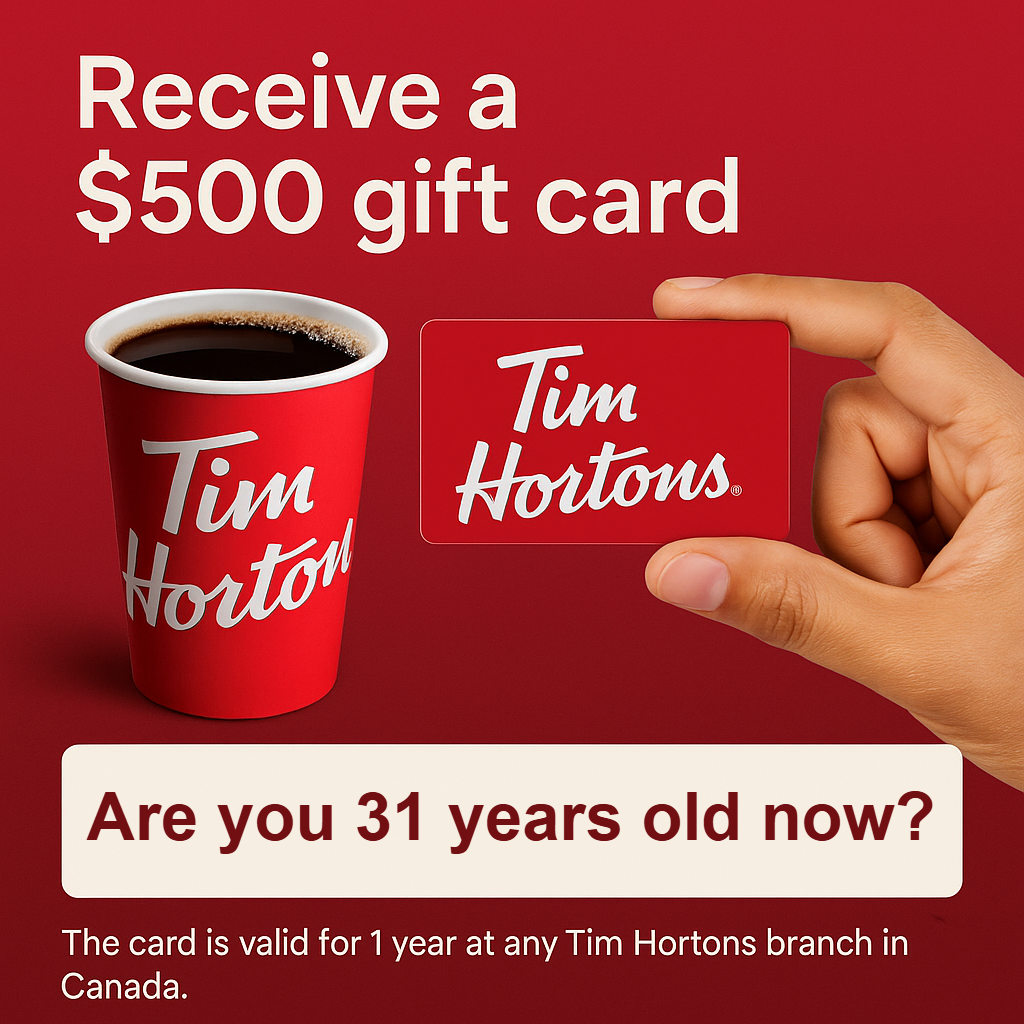 Receive a
$500 gift card
Tim
Horton
Tim
Hortons®
Are you 31 years old now?
The card is valid for 1 year at any Tim Hortons branch in
Canada.